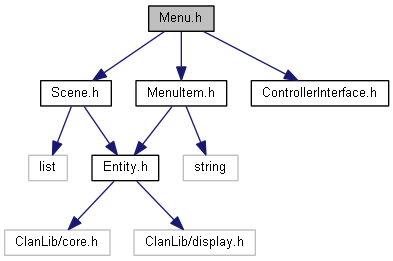 Menu.h
Scene.h
MenuItem.h
ControllerInterface.h
list
Entity.h
string
ClanLib/core.h
ClanLib/display.h